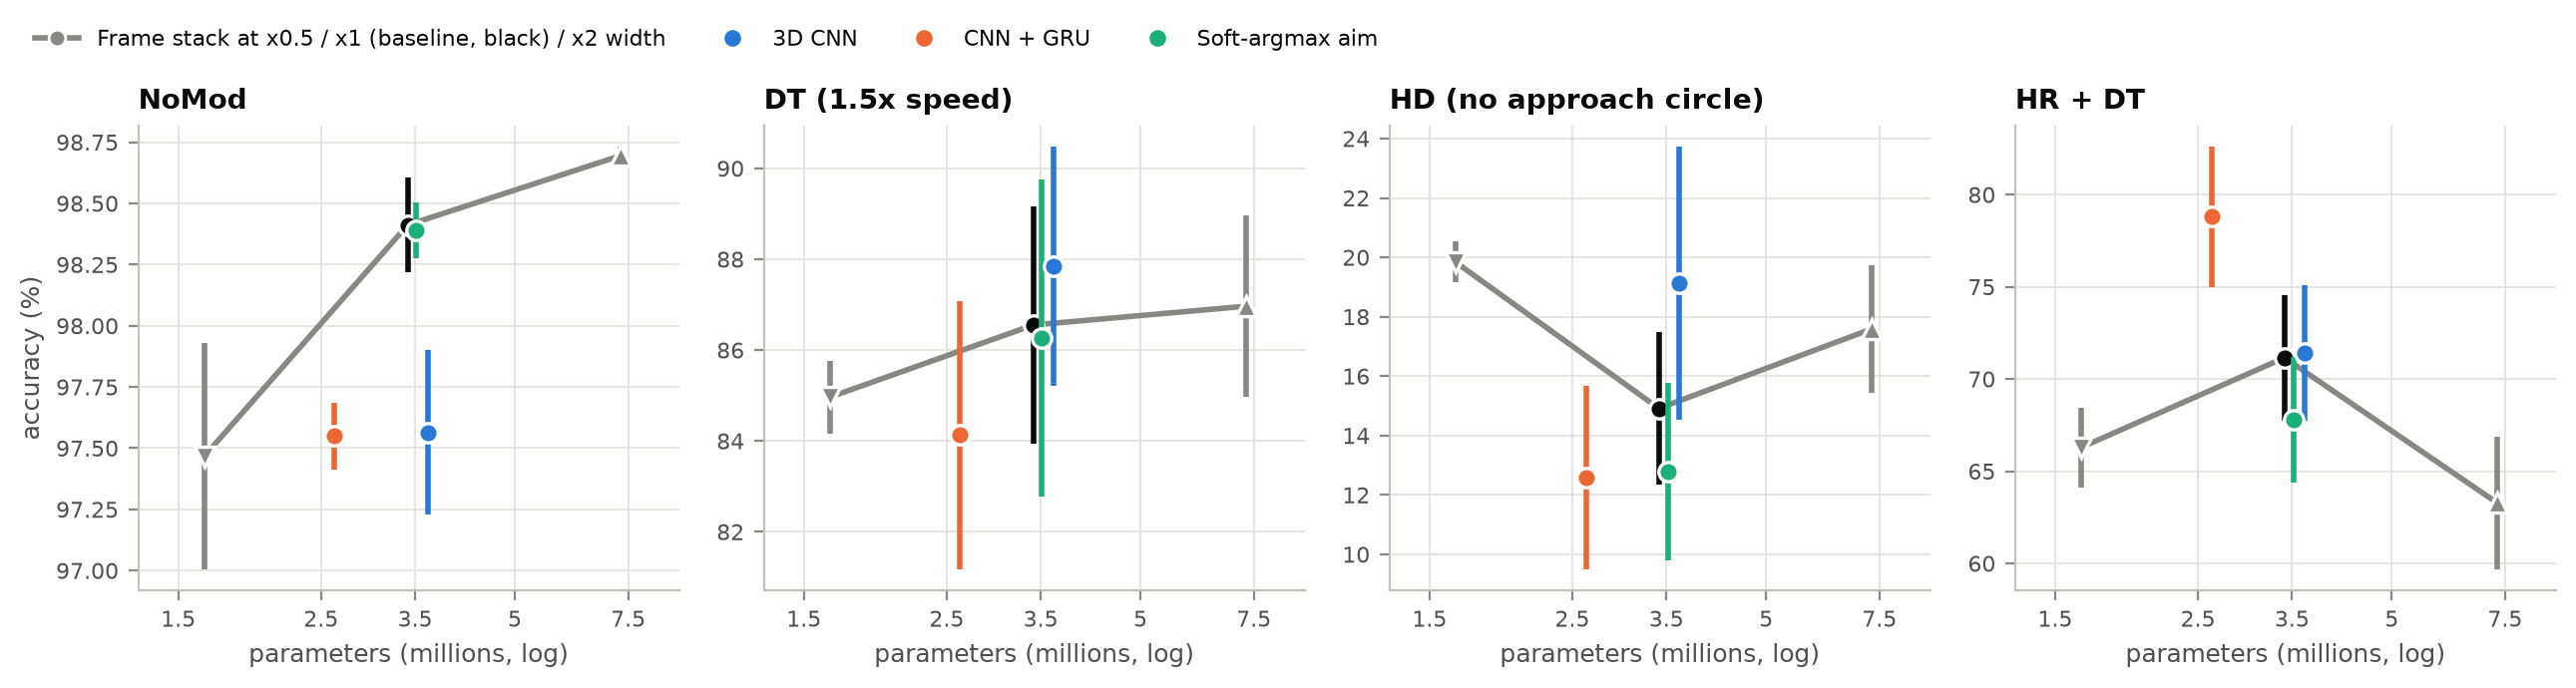 Frame stack at x0.5 / x1 (baseline, black) / x2 width 3D CNN CNN + GRU Soft-argmax aim
NoMod
accuracy (%)
98.75
98.50
98.25
98.00
97.75
97.50
97.25
97.00
1.5 2.5 3.5 5 7.5
parameters (millions, log)
DT (1.5x speed)
90
88
86
84
82
1.5 2.5 3.5 5 7.5
parameters (millions, log)
HD (no approach circle)
24
22
20
18
16
14
12
10
1.5 2.5 3.5 5 7.5
parameters (millions, log)
HR + DT
80
75
70
65
60
1.5 2.5 3.5 5 7.5
parameters (millions, log)